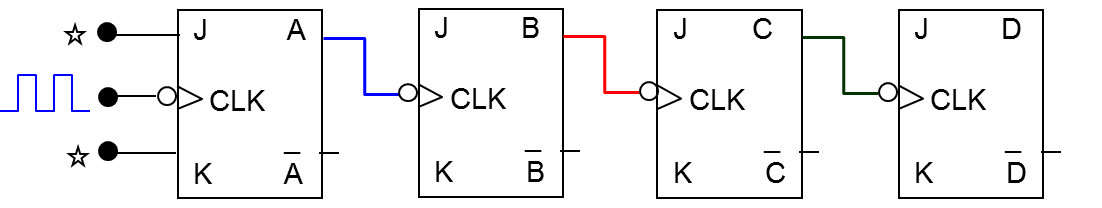 J A
CLK
K A̅
J B
CLK
K B̅
J C
CLK
K C̅
J D
CLK
K D̅